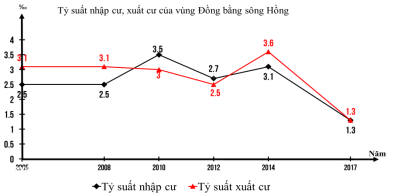 ‰ Tỷ suất nhập cư, xuất cư của vùng Đồng bằng sông Hồng
3.5
3
2.5
2
1.5
1
0.5
0
3.1 3.1 3.5 3 2.7 2.5 3.6 3.1 1.3
2.5 2.5 1.3
2005 2008 2010 2012 2014 2017 Năm
Tỷ suất nhập cư Tỷ suất xuất cư